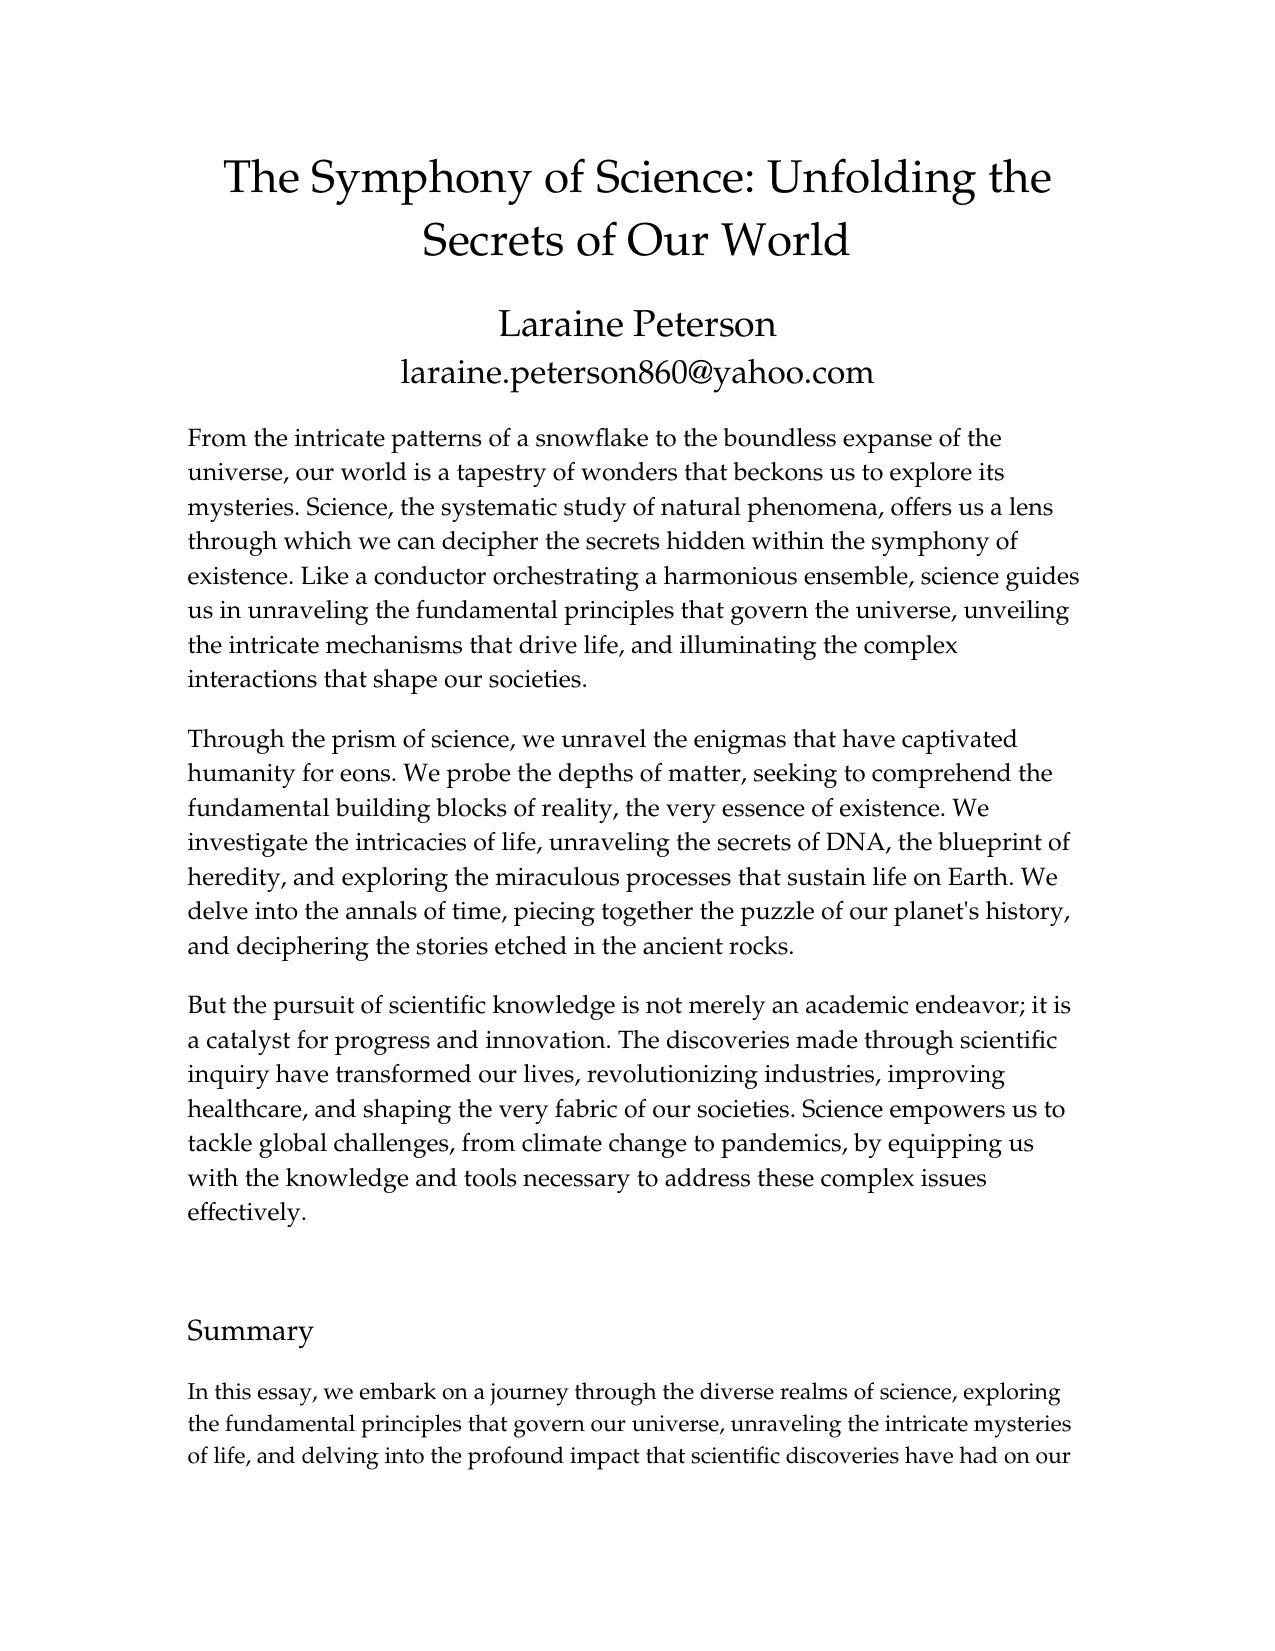 The Symphony of Science: Unfolding the
Secrets of Our World
Laraine Peterson
laraine.peterson860@yahoo.com
From the intricate patterns of a snowflake to the boundless expanse of the
universe, our world is a tapestry of wonders that beckons us to explore its
mysteries. Science, the systematic study of natural phenomena, offers us a lens
through which we can decipher the secrets hidden within the symphony of
existence. Like a conductor orchestrating a harmonious ensemble, science guides
us in unraveling the fundamental principles that govern the universe, unveiling
the intricate mechanisms that drive life, and illuminating the complex
interactions that shape our societies.
Through the prism of science, we unravel the enigmas that have captivated
humanity for eons. We probe the depths of matter, seeking to comprehend the
fundamental building blocks of reality, the very essence of existence. We
investigate the intricacies of life, unraveling the secrets of DNA, the blueprint of
heredity, and exploring the miraculous processes that sustain life on Earth. We
delve into the annals of time, piecing together the puzzle of our planet's history,
and deciphering the stories etched in the ancient rocks.
But the pursuit of scientific knowledge is not merely an academic endeavor; it is
a catalyst for progress and innovation. The discoveries made through scientific
inquiry have transformed our lives, revolutionizing industries, improving
healthcare, and shaping the very fabric of our societies. Science empowers us to
tackle global challenges, from climate change to pandemics, by equipping us
with the knowledge and tools necessary to address these complex issues
effectively.
Summary
In this essay, we embark on a journey through the diverse realms of science, exploring
the fundamental principles that govern our universe, unraveling the intricate mysteries
of life, and delving into the profound impact that scientific discoveries have had on our